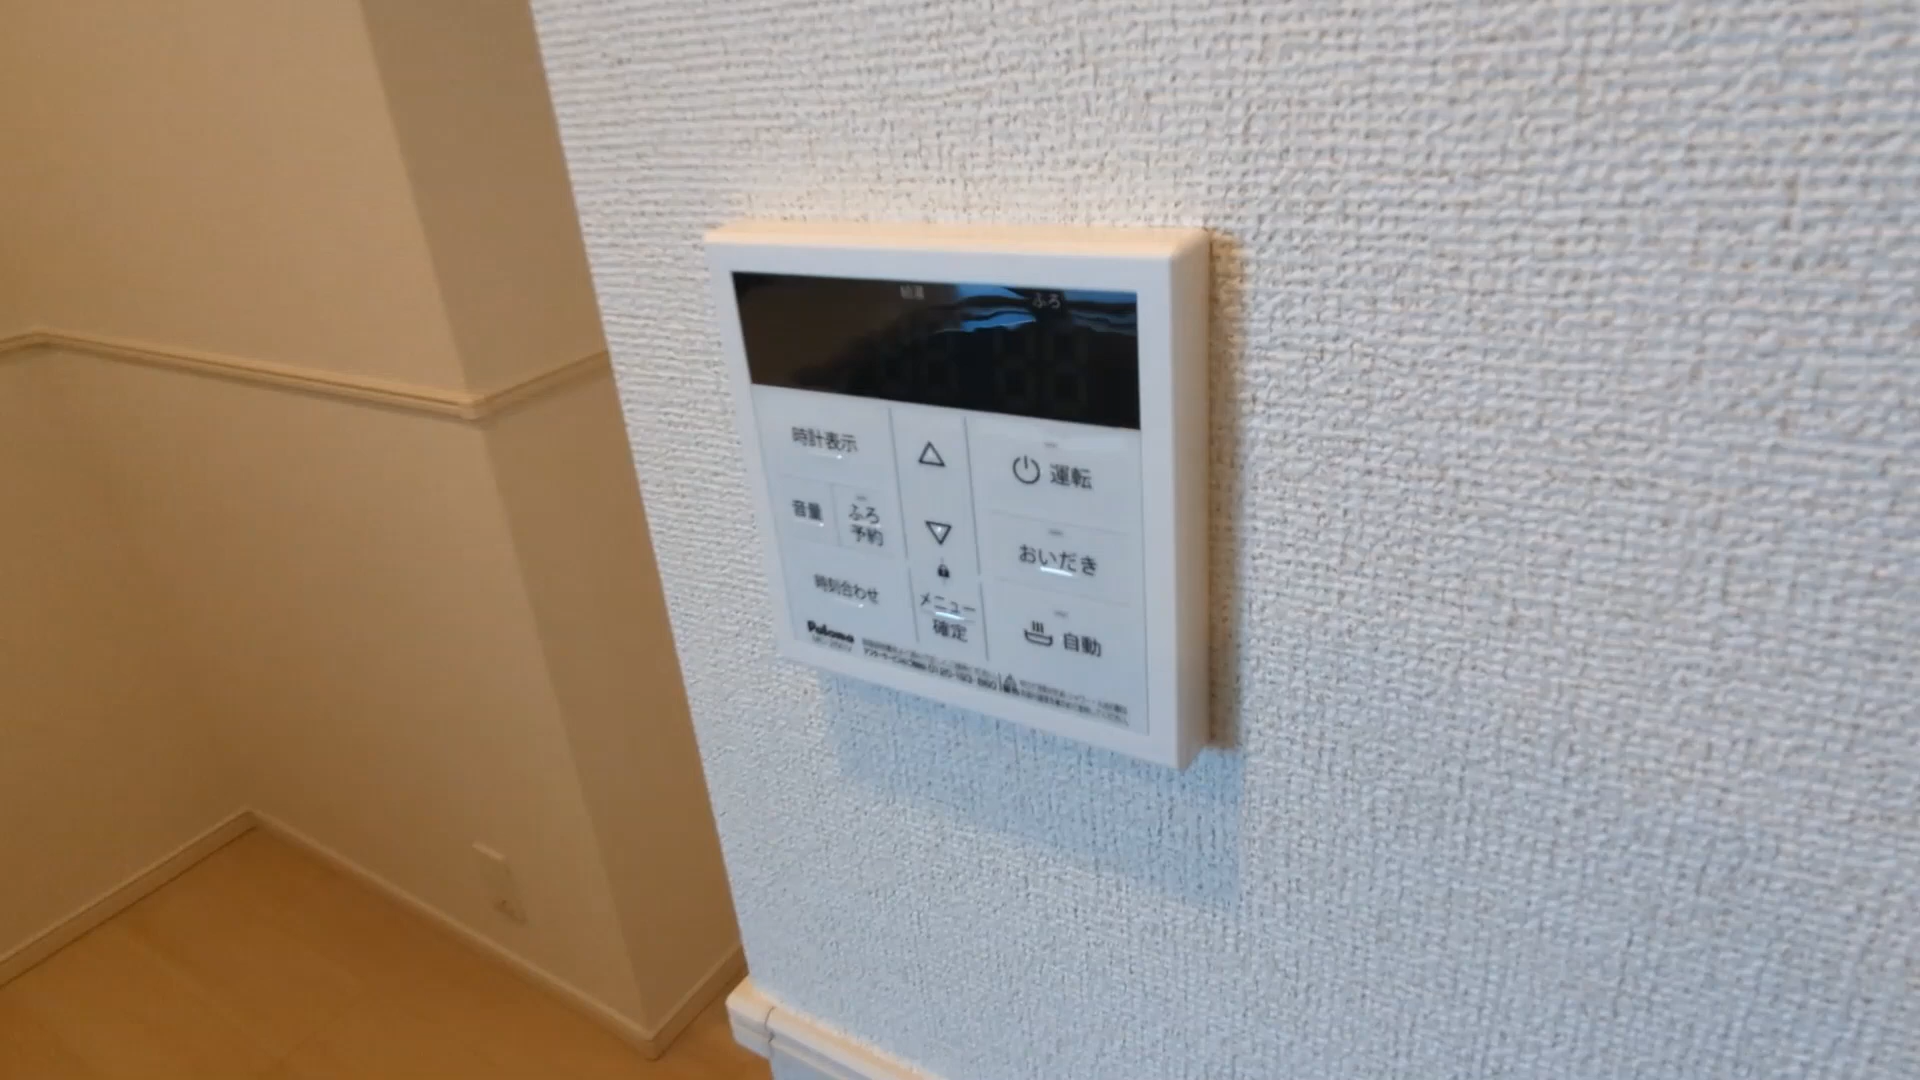 給湯
ふろ
時計表示
運転
音量
ふろ
予約
おいだき
時刻合わせ
メニュー
確定
自動
Paloma